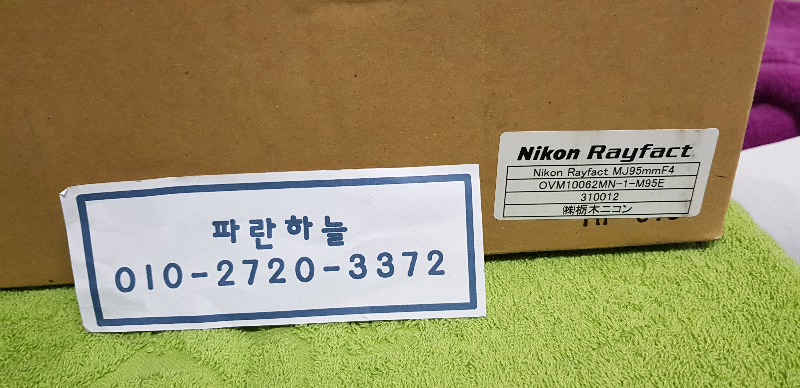 파란하늘
010-2720-3372
Nikon Rayfact
Nikon Rayfact MJ95mmF4
OVM10062MN-1-M95E
310012
㈱栃木ニコン